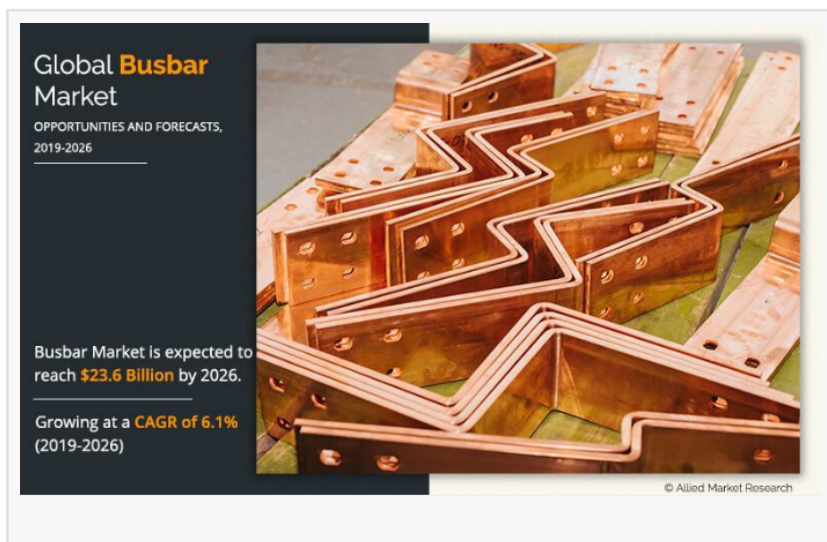 Global Busbar
Market
OPPORTUNITIES AND FORECASTS,
2019-2026
Busbar Market is expected to
reach $23.6 Billion by 2026.
Growing at a CAGR of 6.1%
(2019-2026)
© Allied Market Research